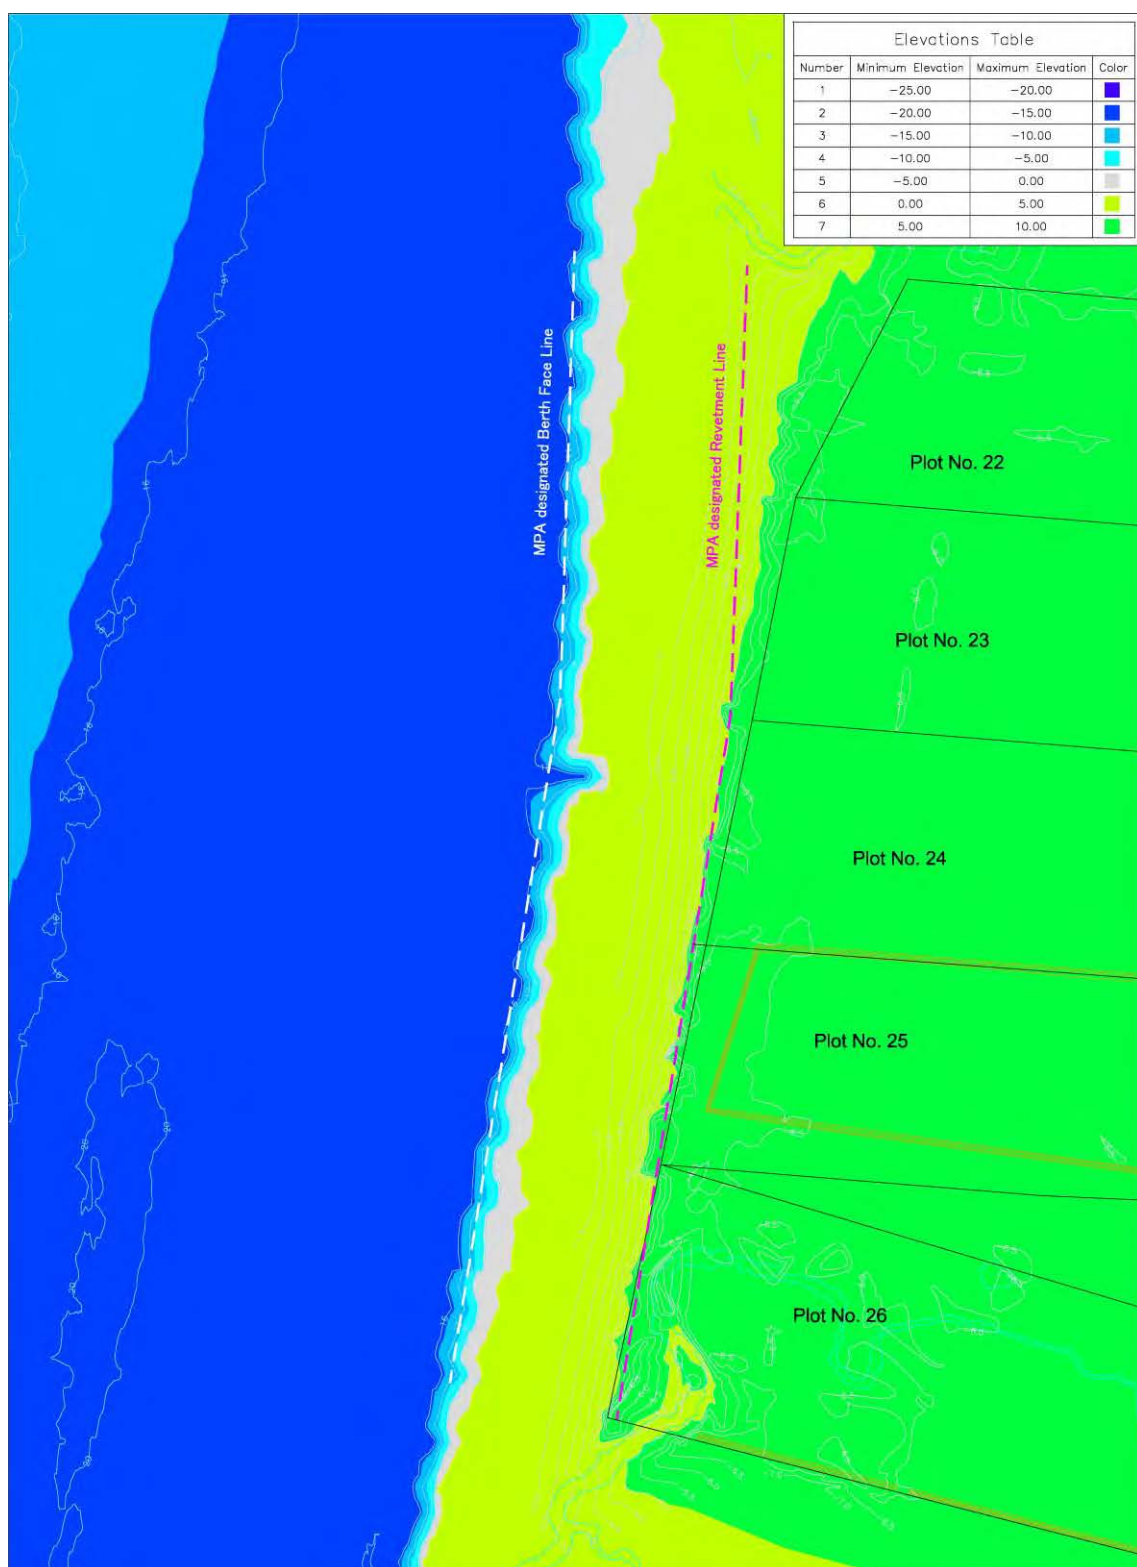 Elevations Table
Number Minimum Elevation Maximum Elevation Color
1 -25.00 -20.00
2 -20.00 -15.00
3 -15.00 -10.00
4 -10.00 -5.00
5 -5.00 0.00
6 0.00 5.00
7 5.00 10.00
MPA designated Berth Face Line
MPA designated Revetment Line
Plot No. 22
Plot No. 23
Plot No. 24
Plot No. 25
Plot No. 26